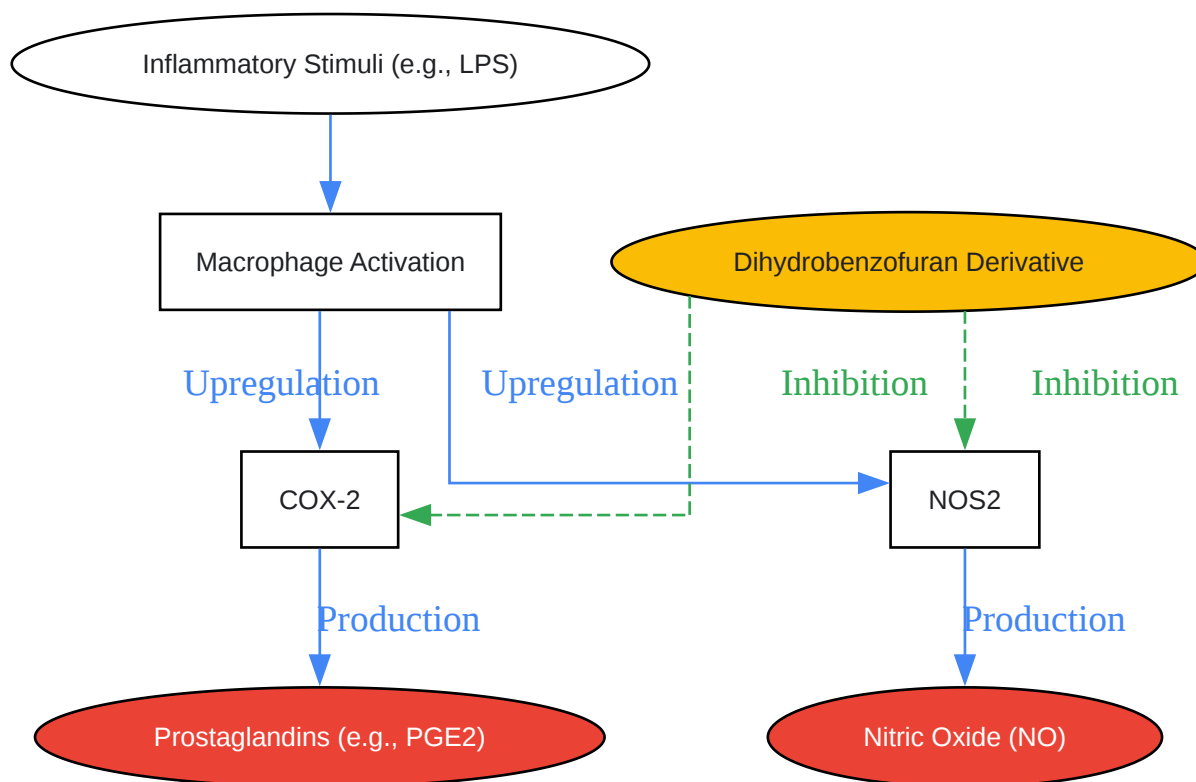 Inflammatory Stimuli (e.g., LPS)
Macrophage Activation
Dihydrobenzofuran Derivative
Upregulation
Upregulation
Inhibition
Inhibition
COX-2
NOS2
Production
Production
Prostaglandins (e.g., PGE2)
Nitric Oxide (NO)